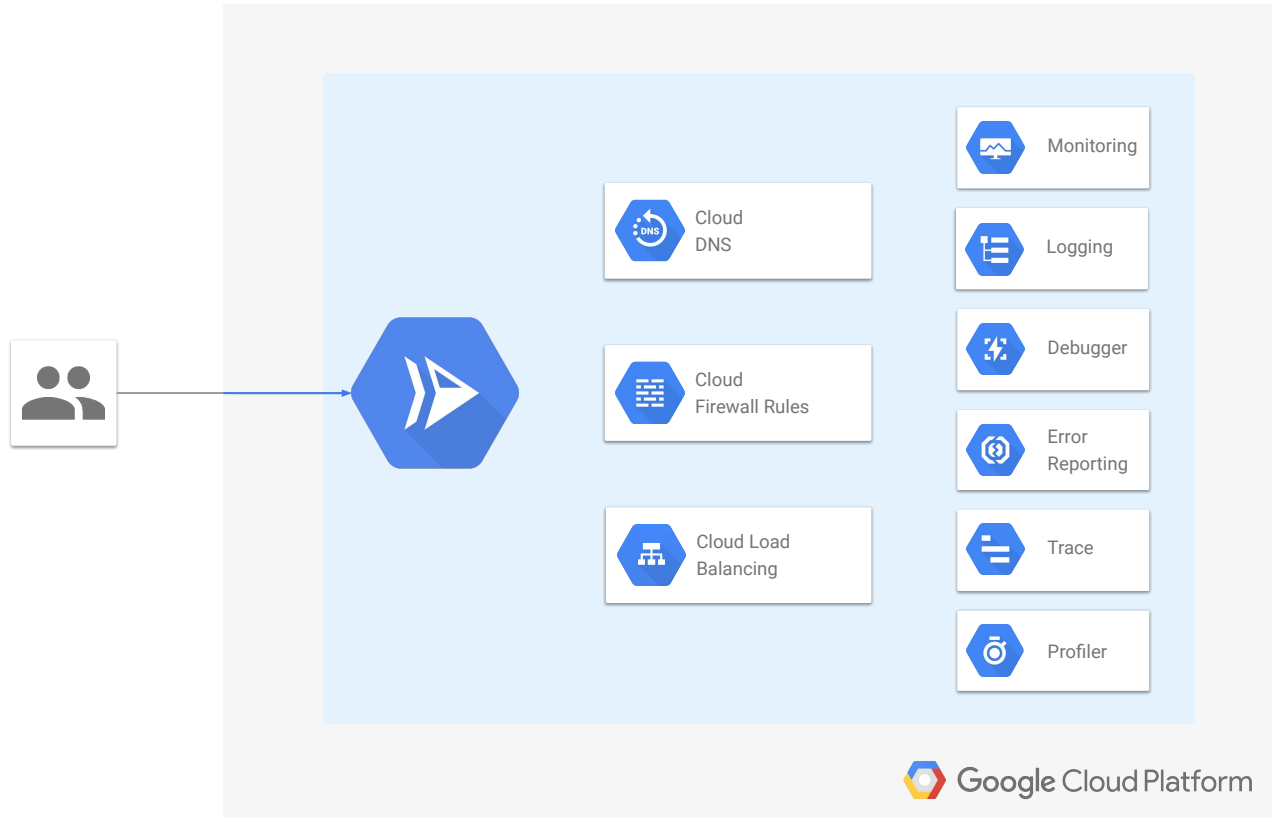 Monitoring
Cloud
DNS
DNS
Logging
Debugger
Cloud
Firewall Rules
Error
Reporting
Cloud Load
Balancing
Trace
Profiler
Google Cloud Platform